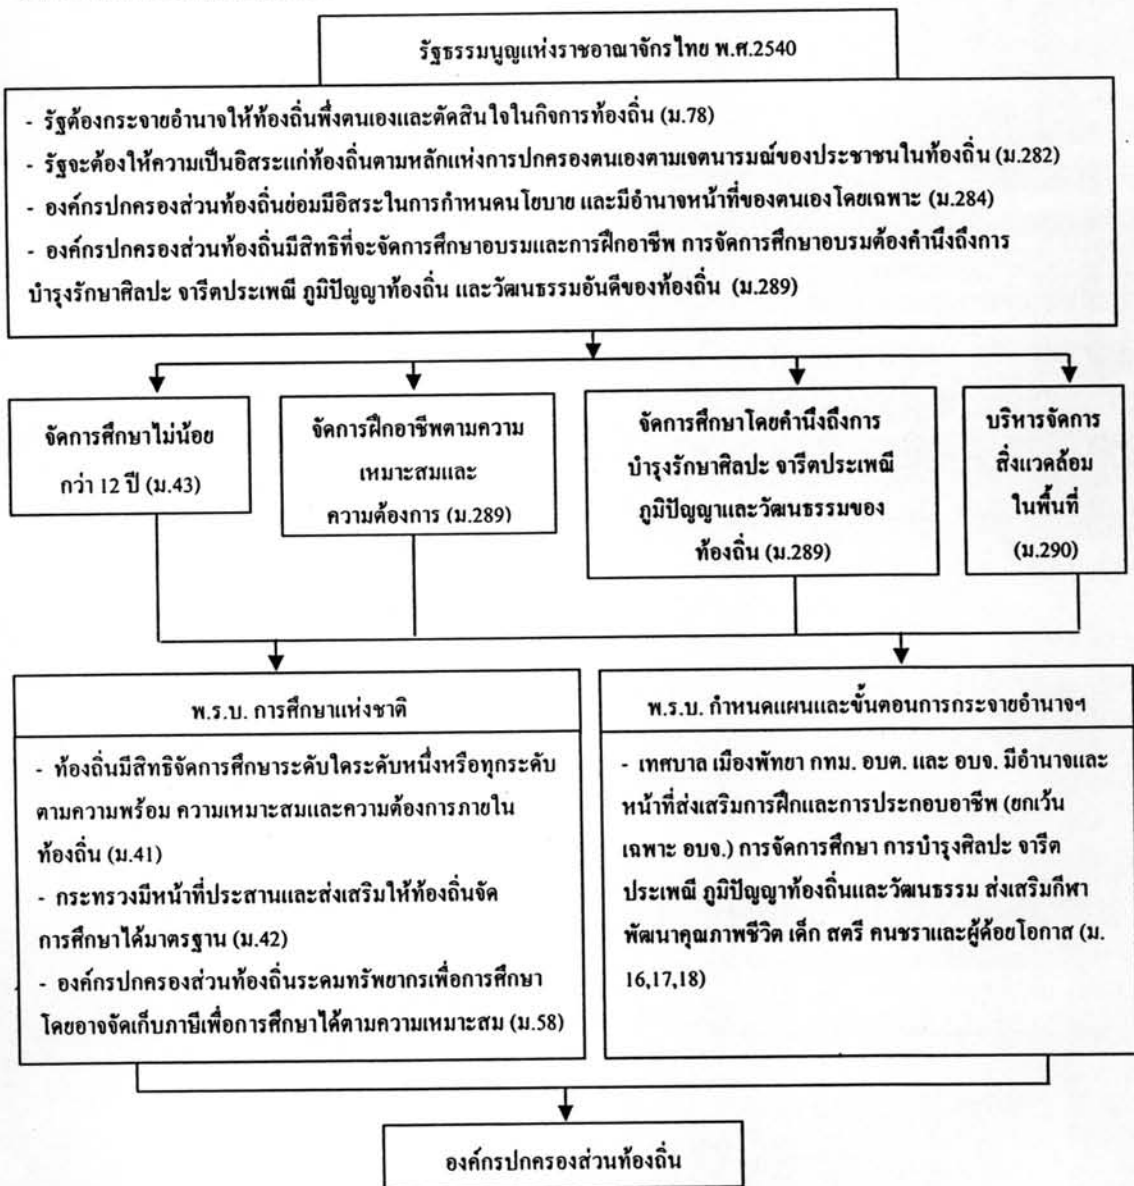 รัฐธรรมนูญแห่งราชอาณาจักรไทย พ.ศ.2540
- รัฐต้องกระจายอำนาจให้ท้องถิ่นพึ่งตนเองและตัดสินใจในกิจการท้องถิ่น (ม.78)
- รัฐจะต้องให้ความเป็นอิสระแก่ท้องถิ่นตามหลักแห่งการปกครองตนเองตามเจตนารมณ์ของประชาชนในท้องถิ่น (ม.282)
- องค์กรปกครองส่วนท้องถิ่นย่อมมีอิสระในการกำหนดนโยบาย และมีอำนาจหน้าที่ของตนเองโดยเฉพาะ (ม.284)
- องค์กรปกครองส่วนท้องถิ่นมีสิทธิที่จะจัดการศึกษาอบรมและการฝึกอาชีพ การจัดการศึกษาอบรมต้องคำนึงถึงการ
บำรุงรักษาศิลปะ จารีตประเพณี ภูมิปัญญาท้องถิ่น และวัฒนธรรมอันดีของท้องถิ่น (ม.289)
จัดการศึกษาไม่น้อย
กว่า 12 ปี (ม.43)
จัดการฝึกอาชีพตามความ
เหมาะสมและ
ความต้องการ (ม.289)
จัดการศึกษาโดยคำนึงถึงการ
บำรุงรักษาศิลปะ จารีตประเพณี
ภูมิปัญญาและวัฒนธรรมของ
ท้องถิ่น (ม.289)
บริหารจัดการ
สิ่งแวดล้อม
ในพื้นที่
(ม.290)
พ.ร.บ. การศึกษาแห่งชาติ
- ท้องถิ่นมีสิทธิจัดการศึกษาระดับใดระดับหนึ่งหรือทุกระดับ
ตามความพร้อม ความเหมาะสมและความต้องการภายใน
ท้องถิ่น (ม.41)
- กระทรวงมีหน้าที่ประสานและส่งเสริมให้ท้องถิ่นจัด
การศึกษาได้มาตรฐาน (ม.42)
- องค์กรปกครองส่วนท้องถิ่นระดมทรัพยากรเพื่อการศึกษา
โดยอาจจัดเก็บภาษีเพื่อการศึกษาได้ตามความเหมาะสม (ม.58)
พ.ร.บ. กำหนดแผนและขั้นตอนการกระจายอำนาจฯ
- เทศบาล เมืองพัทยา กทม. อบต. และ อบจ. มีอำนาจและ
หน้าที่ส่งเสริมการฝึกและการประกอบอาชีพ (ยกเว้น
เฉพาะ อบจ.) การจัดการศึกษา การบำรุงศิลปะ จารีต
ประเพณี ภูมิปัญญาท้องถิ่นและวัฒนธรรม ส่งเสริมกีฬา
พัฒนาคุณภาพชีวิต เด็ก สตรี คนชราและผู้ด้อยโอกาส (ม.
16,17,18)
องค์กรปกครองส่วนท้องถิ่น